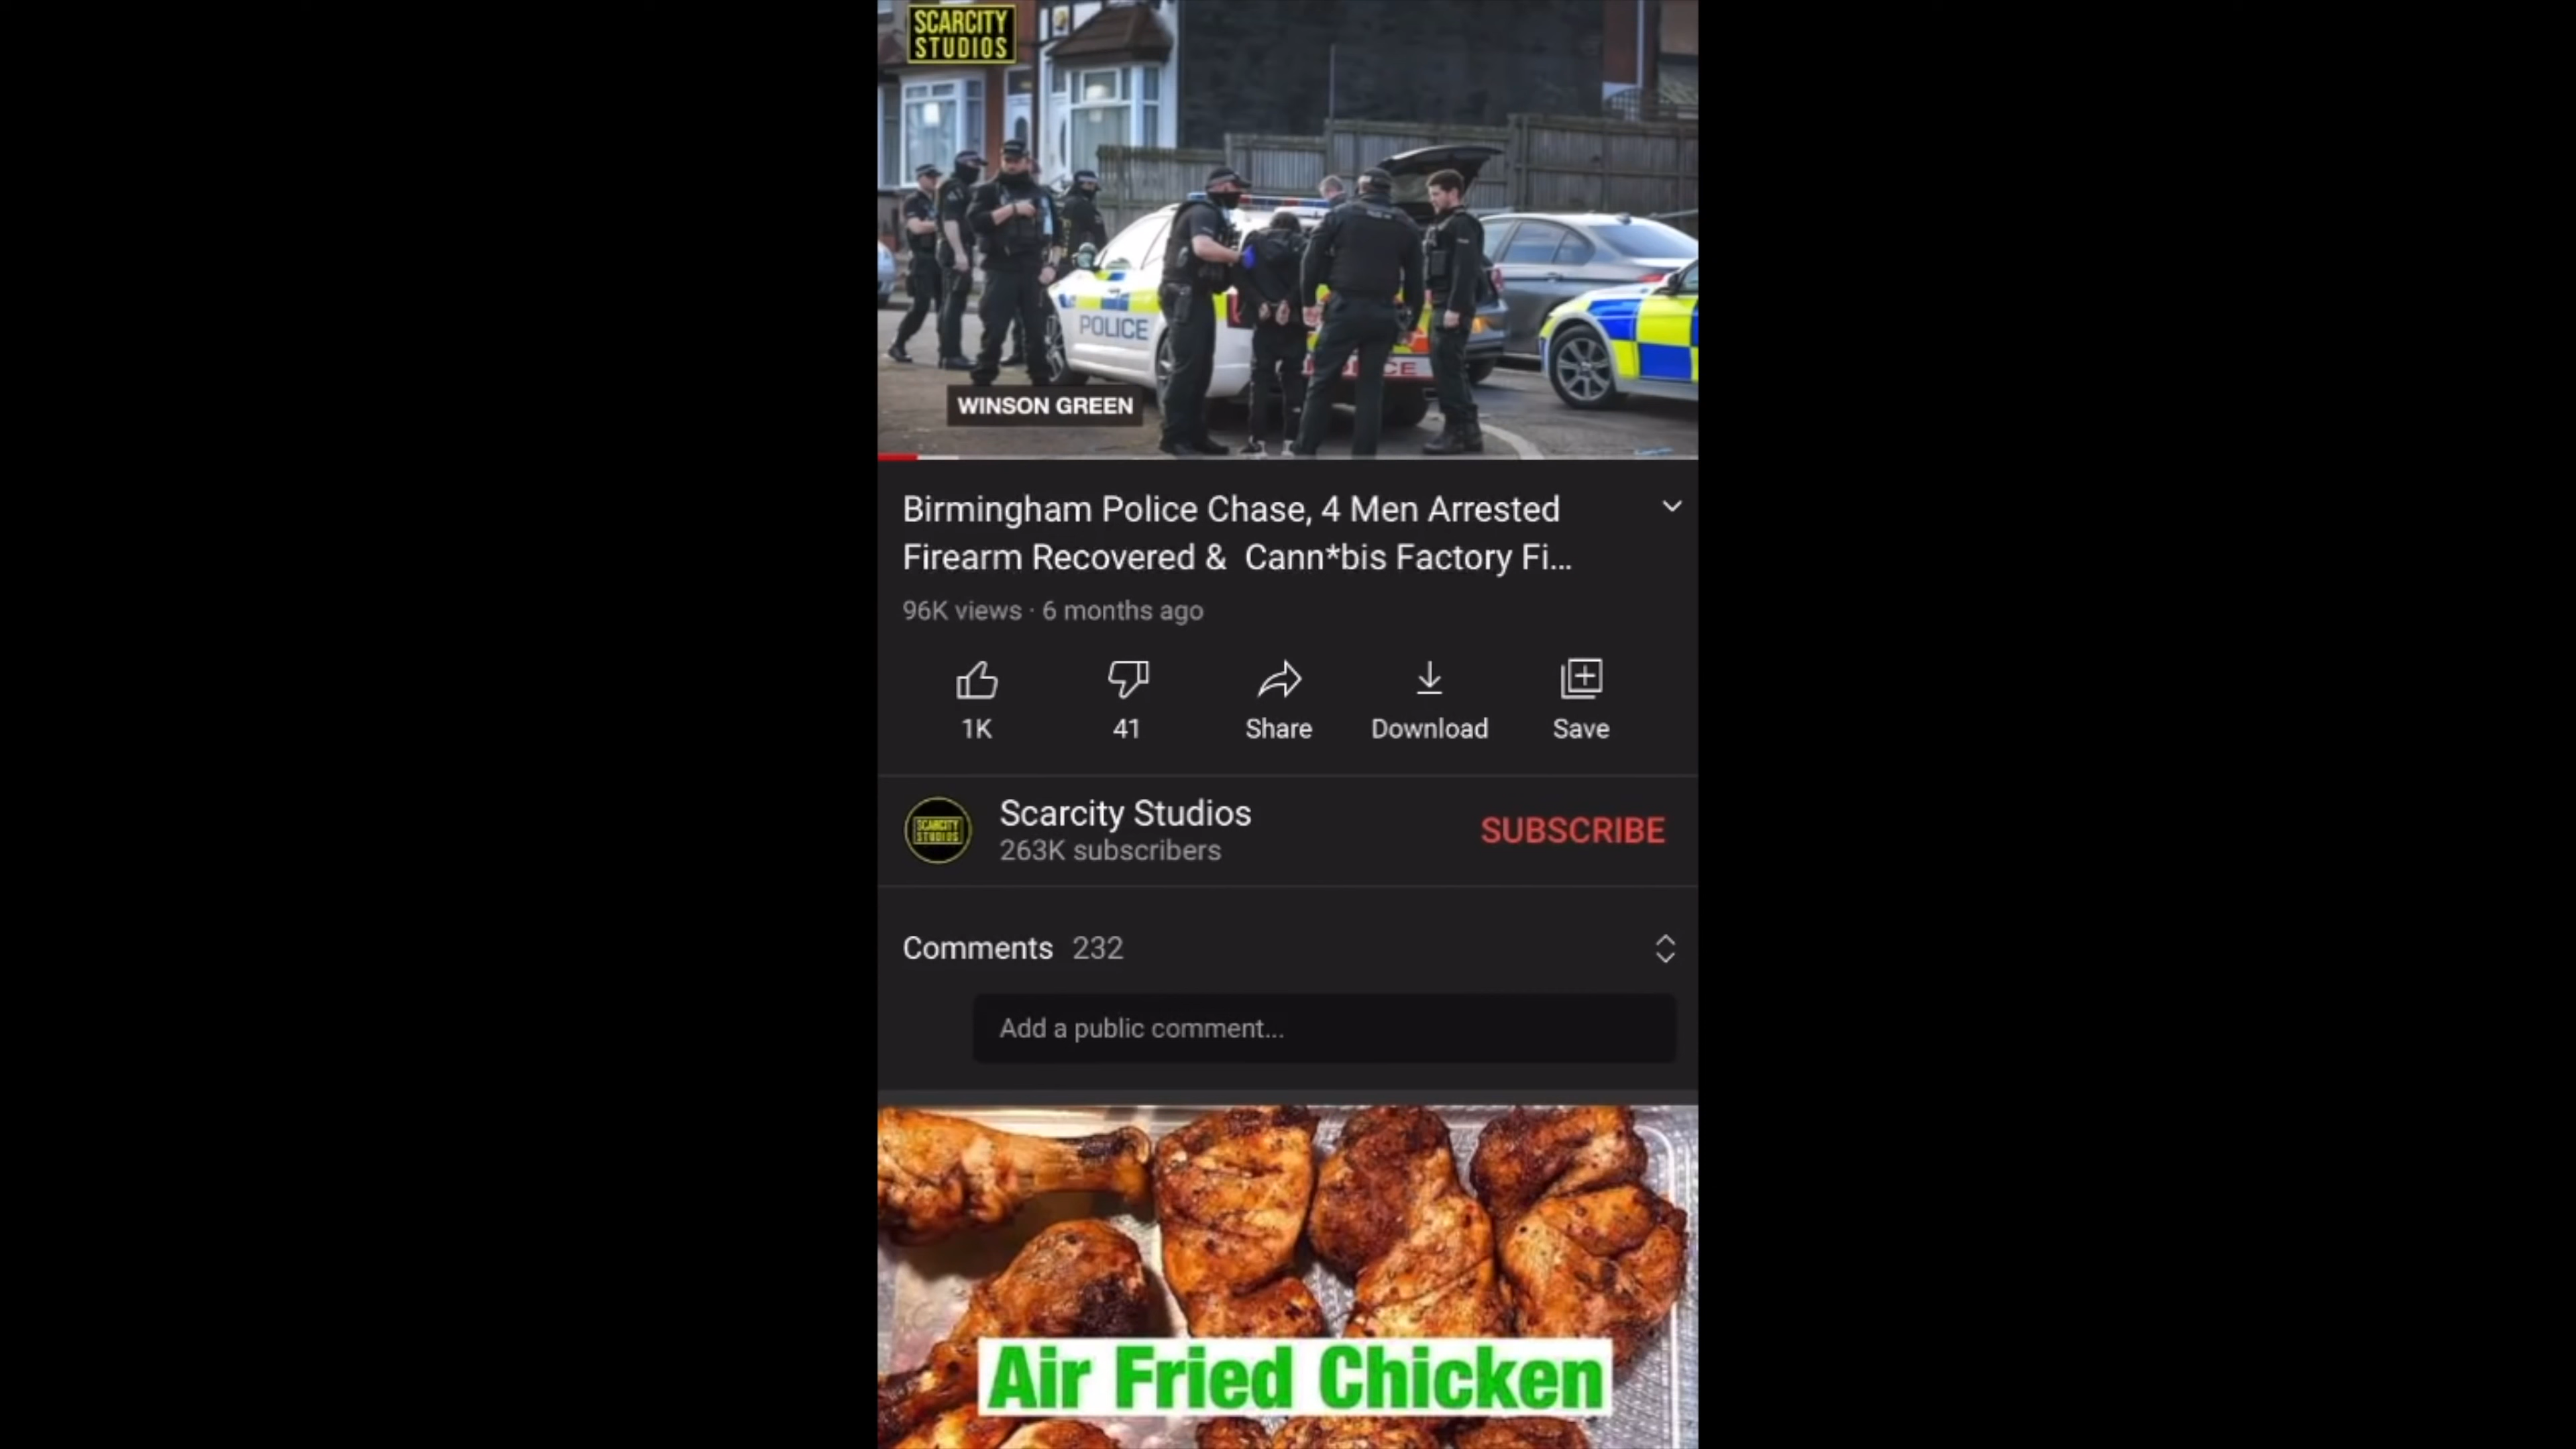 SCARCITY
STUDIOS
POLICE
WINSON GREEN
Birmingham Police Chase, 4 Men Arrested
Firearm Recovered &  Cann*bis Factory Fi...
96K views · 6 months ago
1K
41
Share
Download
Save
SCARCITY
STUDIOS
Scarcity Studios
263K subscribers
SUBSCRIBE
Comments 232
Add a public comment...
Air Fried Chicken